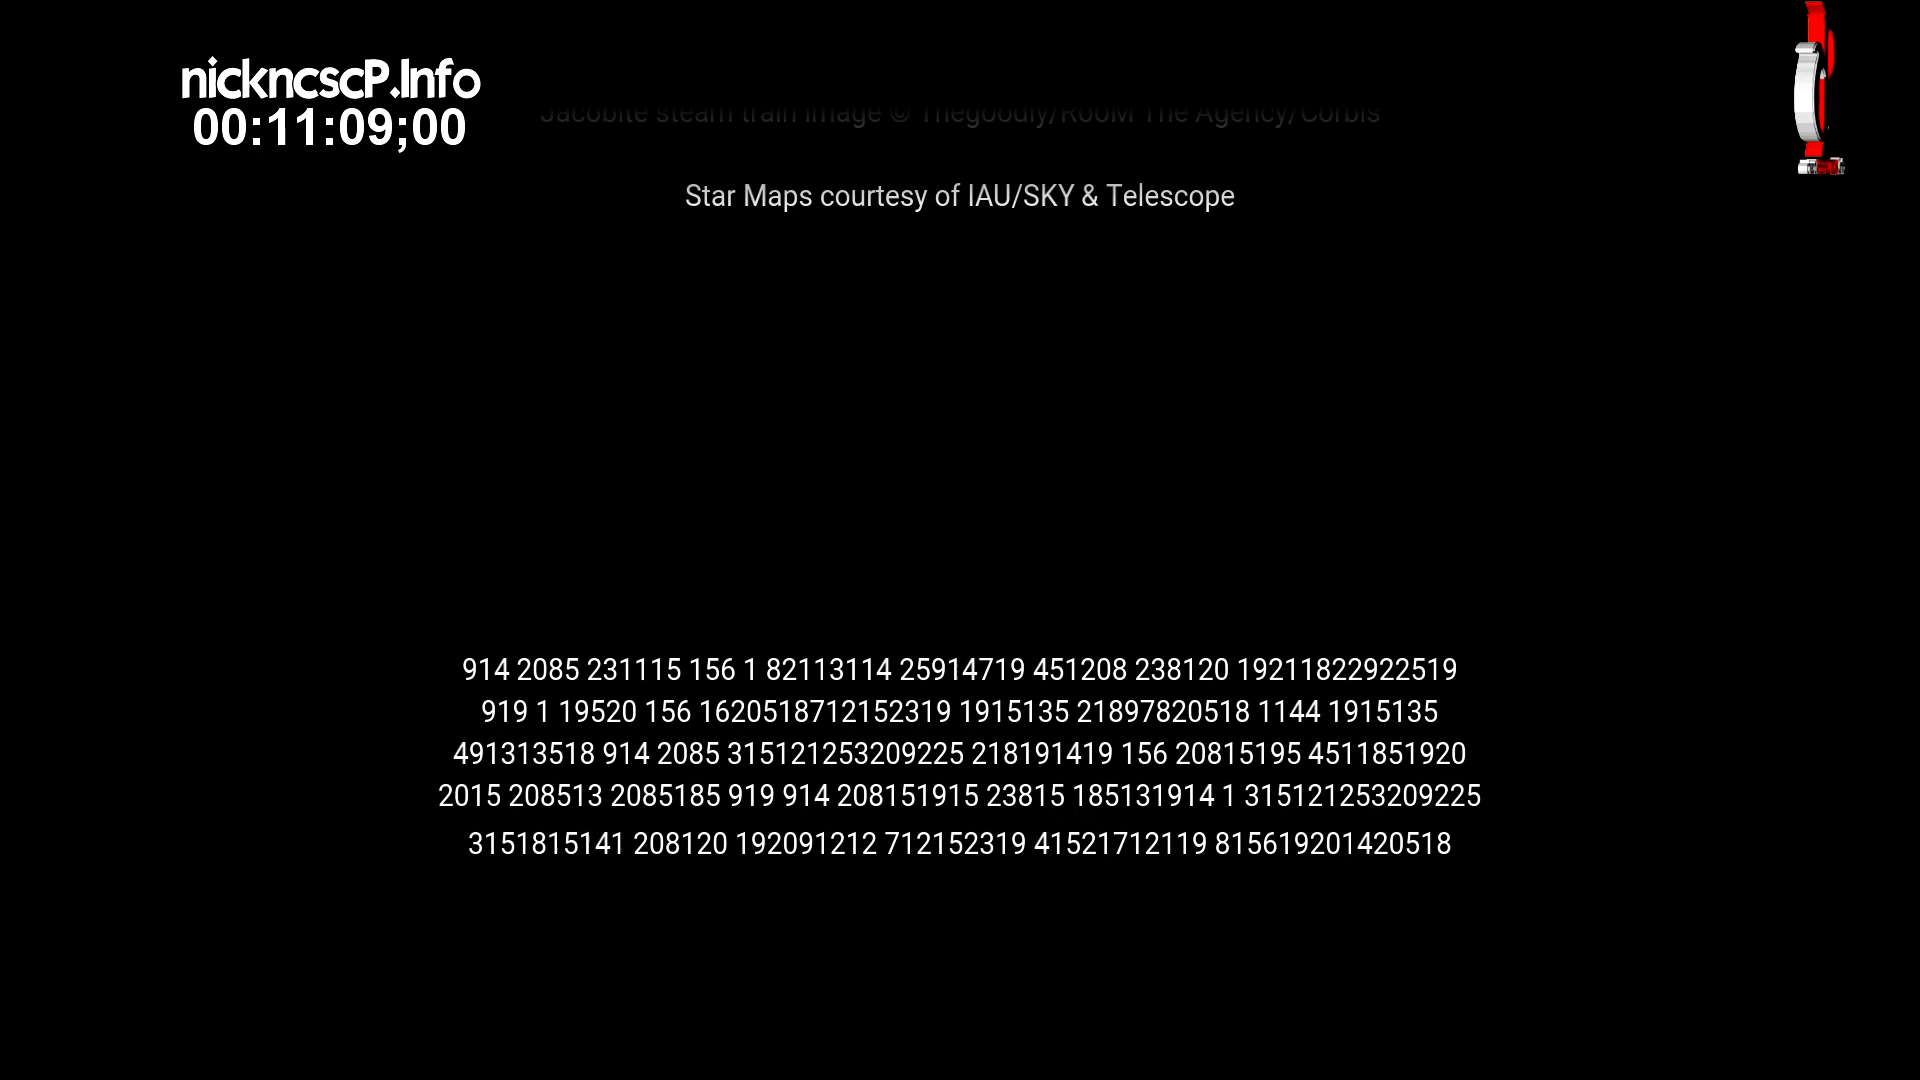 nickncscP.Info
00:11:09;00
Jacobite steam train image © Thegoodly/RooM The Agency/Corbis
Star Maps courtesy of IAU/SKY & Telescope
914 2085 231115 156 1 82113114 25914719 451208 238120 19211822922519
919 1 19520 156 1620518712152319 1915135 21897820518 1144 1915135
491313518 914 2085 315121253209225 218191419 156 20815195 4511851920
2015 208513 2085185 919 914 208151915 23815 185131914 1 315121253209225
3151815141 208120 192091212 712152319 41521712119 815619201420518